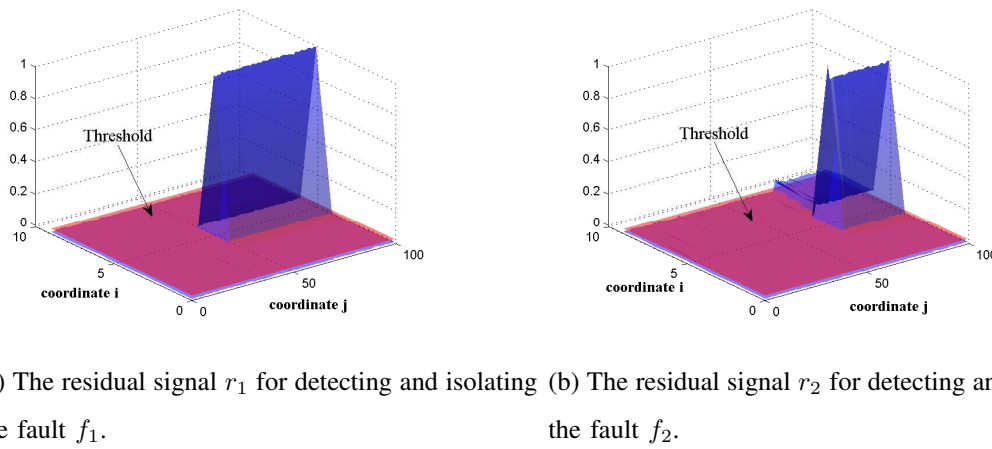 1
0.8
0.6
0.4
0.2
0
10
5
0
0
50
100
Threshold
coordinate i
coordinate j
1
0.8
0.6
0.4
0.2
0
10
5
0
0
50
100
Threshold
coordinate i
coordinate j
) The residual signal r₁ for detecting and isolating
e fault f₁.
(b) The residual signal r₂ for detecting an
the fault f₂.